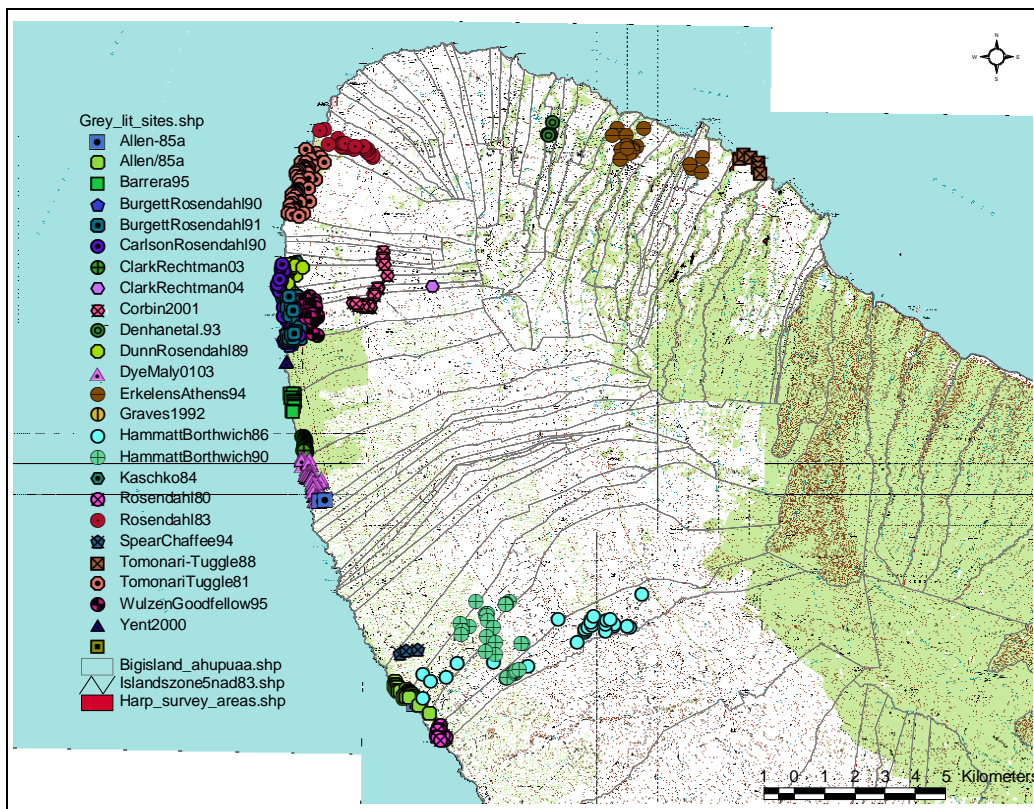 N
W E
S
Grey_lit_sites.shp
Allen-85a
Allen/85a
Barrera95
BurgettRosendahl90
BurgettRosendahl91
CarlsonRosendahl90
ClarkRechtman03
ClarkRechtman04
Corbin2001
Denhanetal.93
DunnRosendahl89
DyeMaly0103
ErkelensAthens94
Graves1992
HammattBorthwich86
HammattBorthwich90
Kaschko84
Rosendahl80
Rosendahl83
SpearChaffee94
Tomonari-Tuggle88
TomonariTuggle81
WulzenGoodfellow95
Yent2000
Bigisland_ahupuaa.shp
Islandszone5nad83.shp
Harp_survey_areas.shp
1 0 1 2 3 4 5 Kilometers